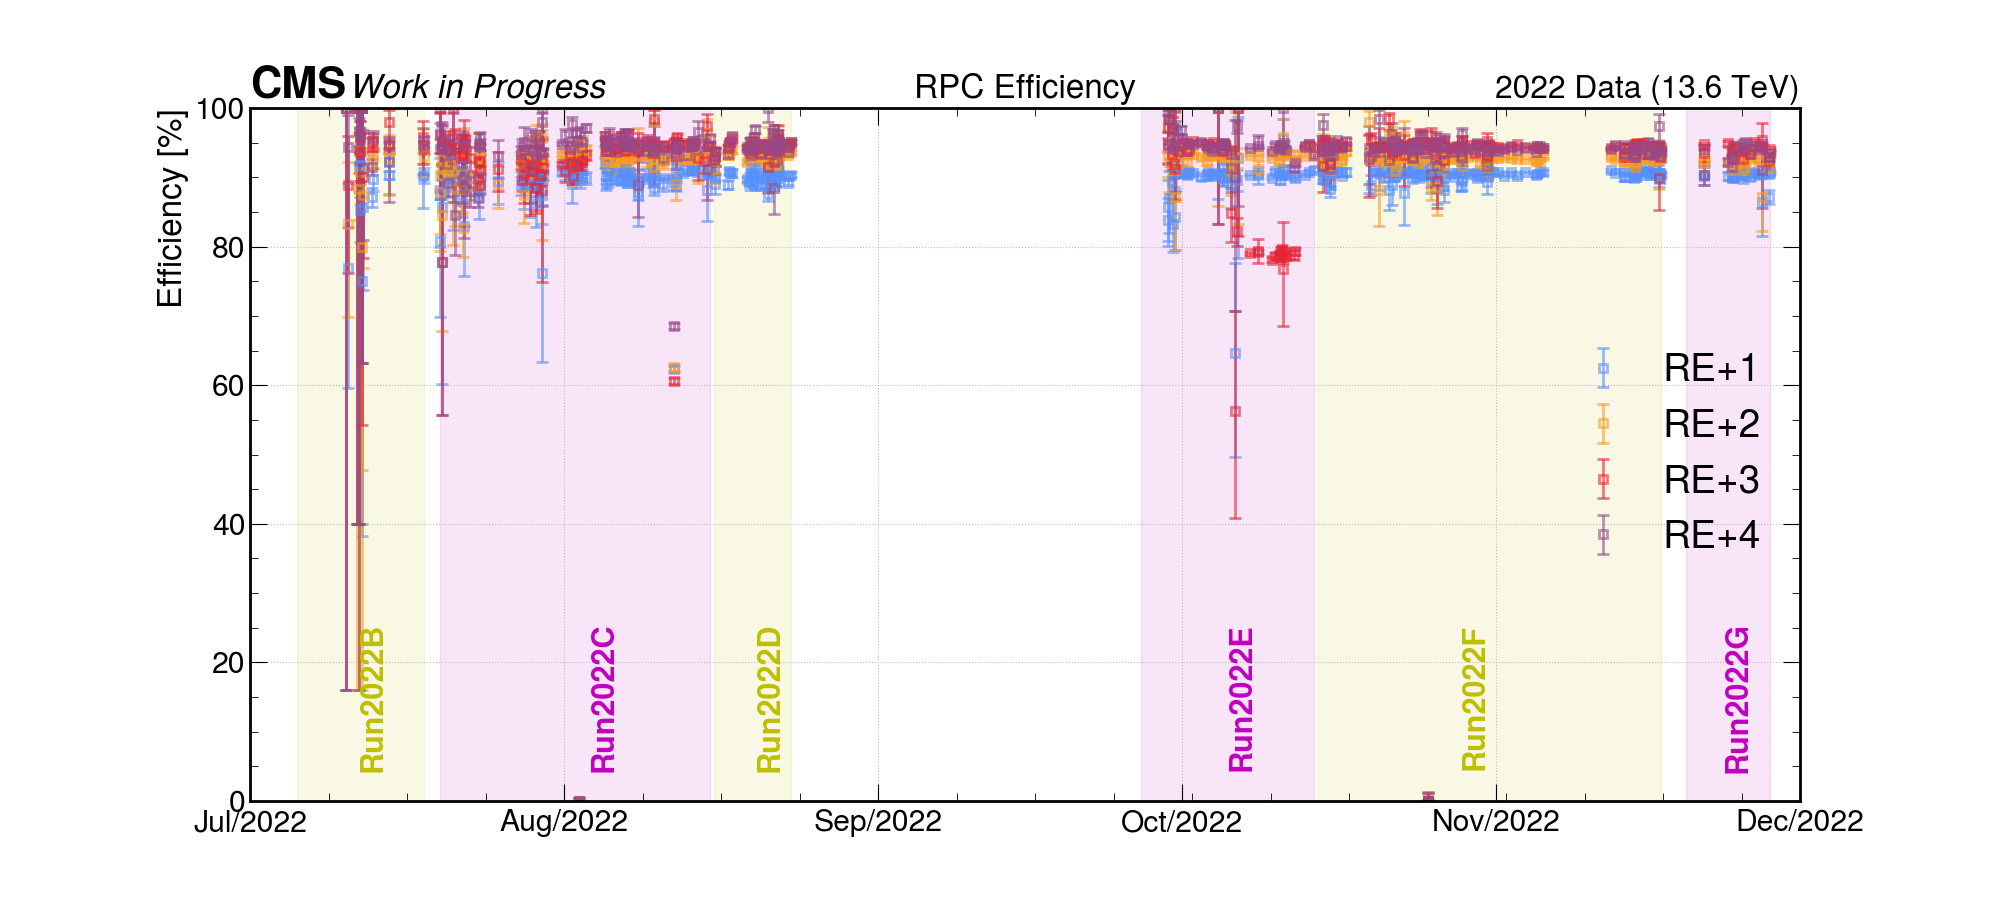 CMS Work in Progress RPC Efficiency 2022 Data (13.6 TeV)
Efficiency [%]
100
80
60
40
20
0
RE+1
RE+2
RE+3
RE+4
Run2022B Run2022C Run2022D Run2022E Run2022F Run2022G
Jul/2022 Aug/2022 Sep/2022 Oct/2022 Nov/2022 Dec/2022